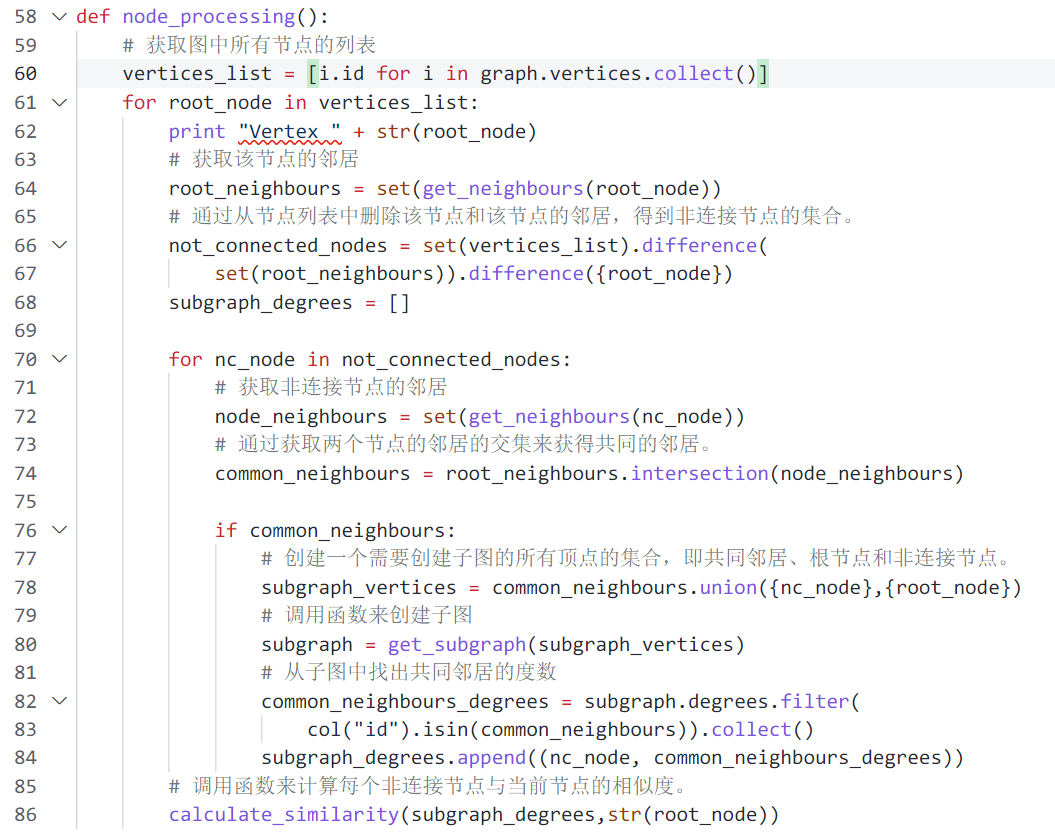 58 def node_processing():
59 # 获取图中所有节点的列表
60 vertices_list = [i.id for i in graph.vertices.collect()]
61 for root_node in vertices_list:
62 print "Vertex " + str(root_node)
63 # 获取该节点的邻居
64 root_neighbours = set(get_neighbours(root_node))
65 # 通过从节点列表中删除该节点和该节点的邻居，得到非连接节点的集合。
66 not_connected_nodes = set(vertices_list).difference(
67 set(root_neighbours)).difference({root_node})
68 subgraph_degrees = []
69
70 for nc_node in not_connected_nodes:
71 # 获取非连接节点的邻居
72 node_neighbours = set(get_neighbours(nc_node))
73 # 通过获取两个节点的邻居的交集来获得共同的邻居。
74 common_neighbours = root_neighbours.intersection(node_neighbours)
75
76 if common_neighbours:
77 # 创建一个需要创建子图的所有顶点的集合，即共同邻居、根节点和非连接节点。
78 subgraph_vertices = common_neighbours.union({nc_node},{root_node})
79 # 调用函数来创建子图
80 subgraph = get_subgraph(subgraph_vertices)
81 # 从子图中找出共同邻居的度数
82 common_neighbours_degrees = subgraph.degrees.filter(
83 col("id").isin(common_neighbours)).collect()
84 subgraph_degrees.append((nc_node, common_neighbours_degrees))
85 # 调用函数来计算每个非连接节点与当前节点的相似度。
86 calculate_similarity(subgraph_degrees,str(root_node))